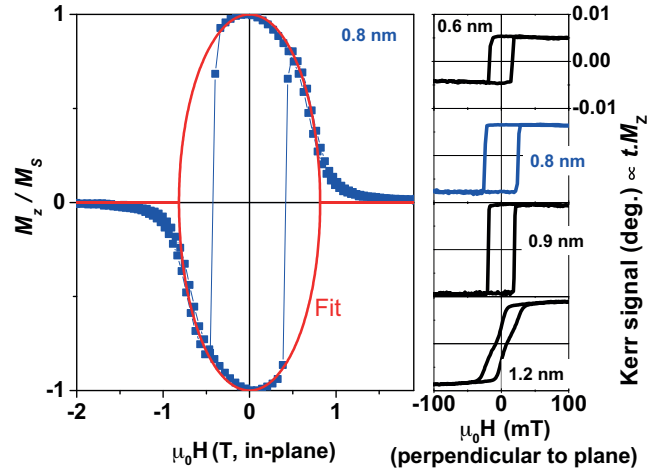 1
0
-1
M_z / M_S
0.8 nm
Fit
-2
-1
0
1
μ₀H (T, in-plane)
0.6 nm
0.8 nm
0.9 nm
1.2 nm
0.005
0.00
-0.01
Kerr signal (deg.) ∝ t.M_Z
-100
0
100
μ₀H (mT)
(perpendicular to plane)